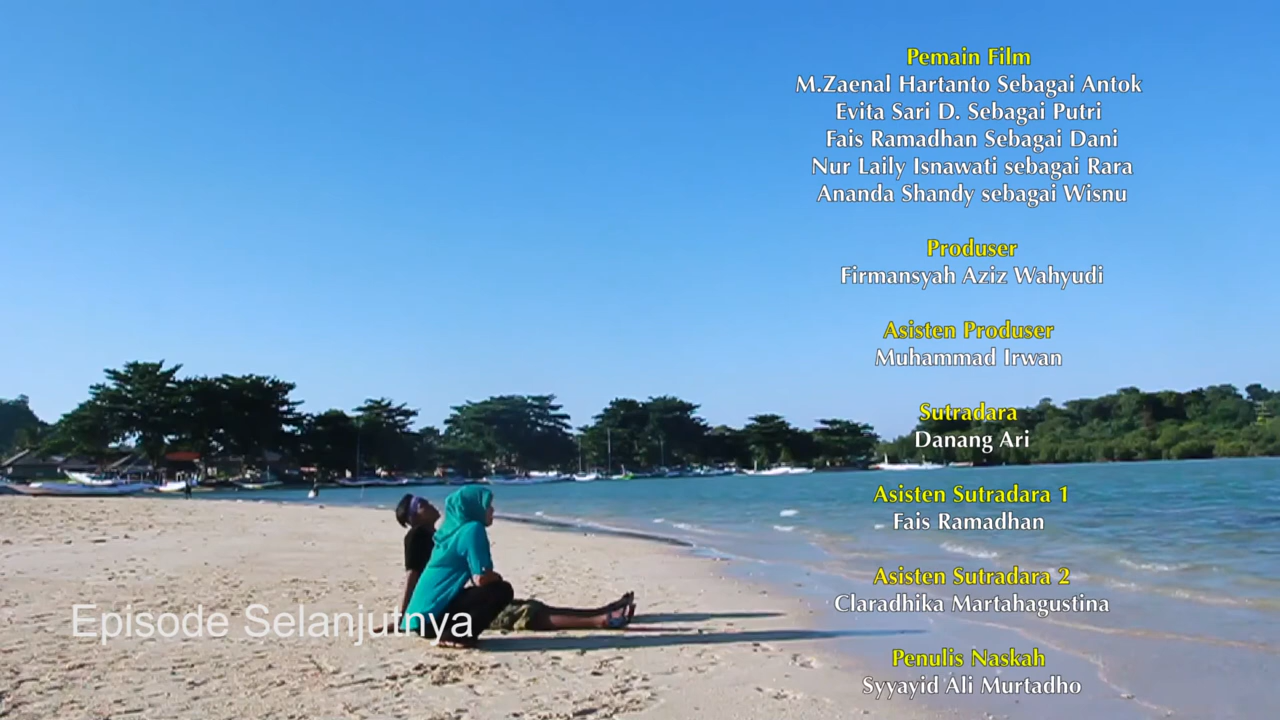 Pemain Film
M.Zaenal Hartanto Sebagai Antok
Evita Sari D. Sebagai Putri
Fais Ramadhan Sebagai Dani
Nur Laily Isnawati sebagai Rara
Ananda Shandy sebagai Wisnu
Produser
Firmansyah Aziz Wahyudi
Asisten Produser
Muhammad Irwan
Sutradara
Danang Ari
Asisten Sutradara 1
Fais Ramadhan
Asisten Sutradara 2
Claradhika Martahagustina
Penulis Naskah
Syyayid Ali Murtadho
Episode Selanjutnya